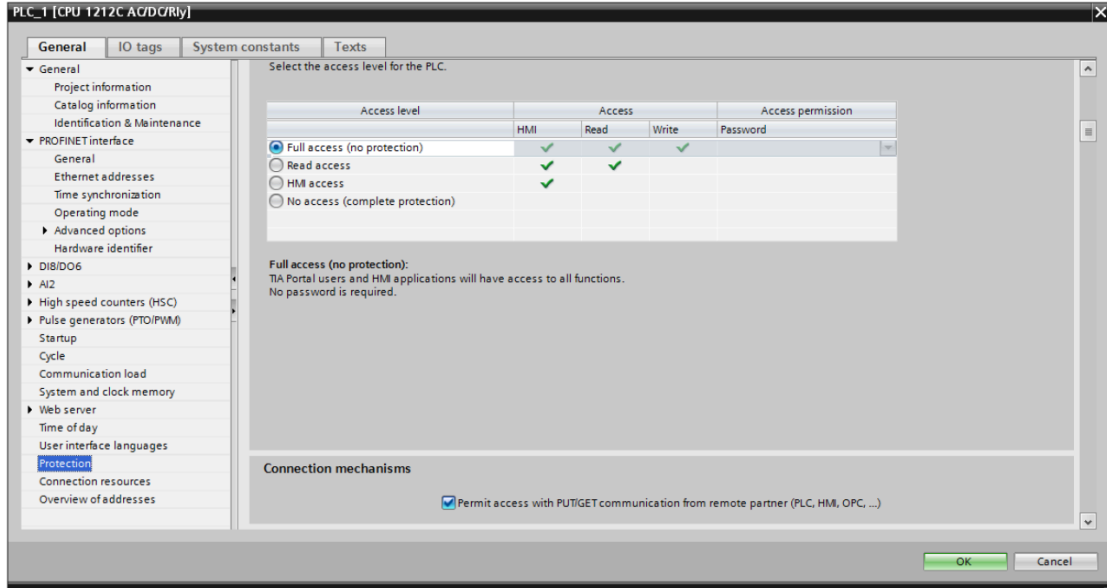 PLC_1 [CPU 1212C AC/DC/Rly]
General IO tags System constants Texts
General
Project information
Catalog information
Identification & Maintenance
PROFINET interface
General
Ethernet addresses
Time synchronization
Operating mode
Advanced options
Hardware identifier
DI8/DO6
AI2
High speed counters (HSC)
Pulse generators (PTO/PWM)
Startup
Cycle
Communication load
System and clock memory
Web server
Time of day
User interface languages
Protection
Connection resources
Overview of addresses
Select the access level for the PLC.
Access level Access Access permission
HMI Read Write Password
Full access (no protection)
Read access
HMI access
No access (complete protection)
Full access (no protection):
TIA Portal users and HMI applications will have access to all functions.
No password is required.
Connection mechanisms
Permit access with PUT/GET communication from remote partner (PLC, HMI, OPC, ...)
OK Cancel